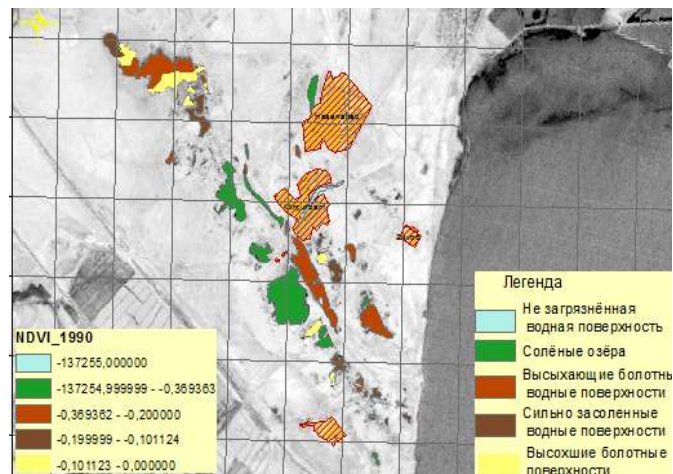 NDVI_1990
-137255,000000
-137254,999999 - -0,369363
-0,369362 - -0,200000
-0,199999 - -0,101124
-0,101123 - -0,000000
Легенда
Не загрязнённая
водная поверхность
Солёные озёра
Высыхающие болотны
водные поверхности
Сильно засоленные
водные поверхности
Высохшие болотные
поверхности